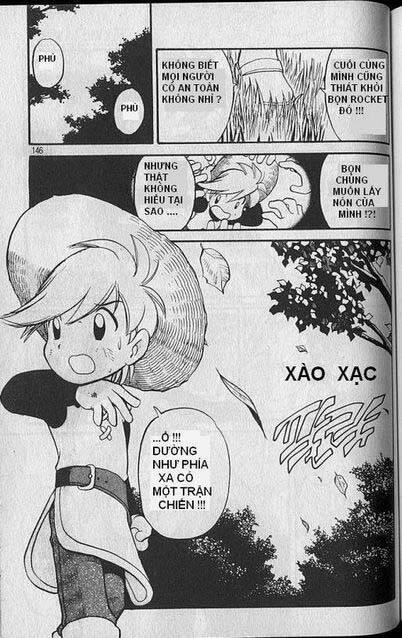 CUỐI CÙNG
MÌNH CŨNG
THIÁT KHỎI
BỌN ROCKET
ĐÓ !!!
KHÔNG BIẾT
MỌI NGƯỜI
CÓ AN TOÀN
KHÔNG NHỈ ?
PHÙ
PHÙ
146
BỌN
CHÚNG
MUỐN LẤY
NÓN CỦA
MÌNH !?!
NHƯNG
THẬT
KHÔNG
HIỂU TẠI
SAO ....
XÀO XẠC
...Ồ !!!
DƯỜNG
NHƯ PHÍA
XA CÓ
MỘT TRẬN
CHIẾN !!!